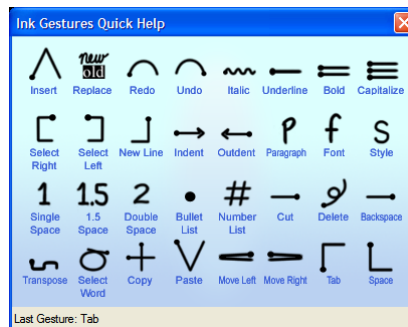 Ink Gestures Quick Help
new
old
Insert Replace Redo Undo Italic Underline Bold Capitalize
P f S
Select Right Select Left New Line Indent Outdent Paragraph Font Style
1 1.5 2 #
Single Space 1.5 Space Double Space Bullet List Number List Cut Delete Backspace
Transpose Select Word Copy Paste Move Left Move Right Tab Space
Last Gesture: Tab